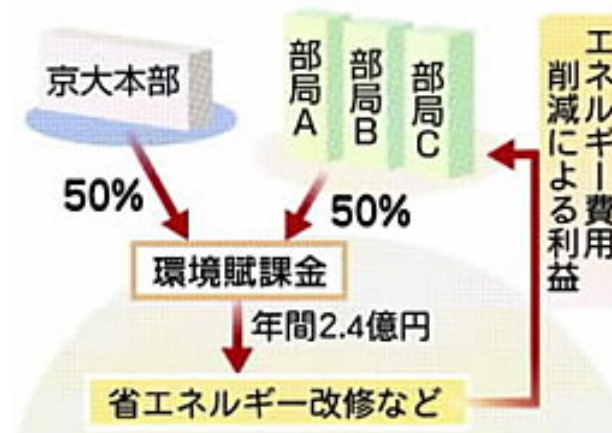 京大本部
部局A
部局B
部局C
エネルギー費用
削減による利益
50%
50%
環境賦課金
年間2.4億円
省エネルギー改修など